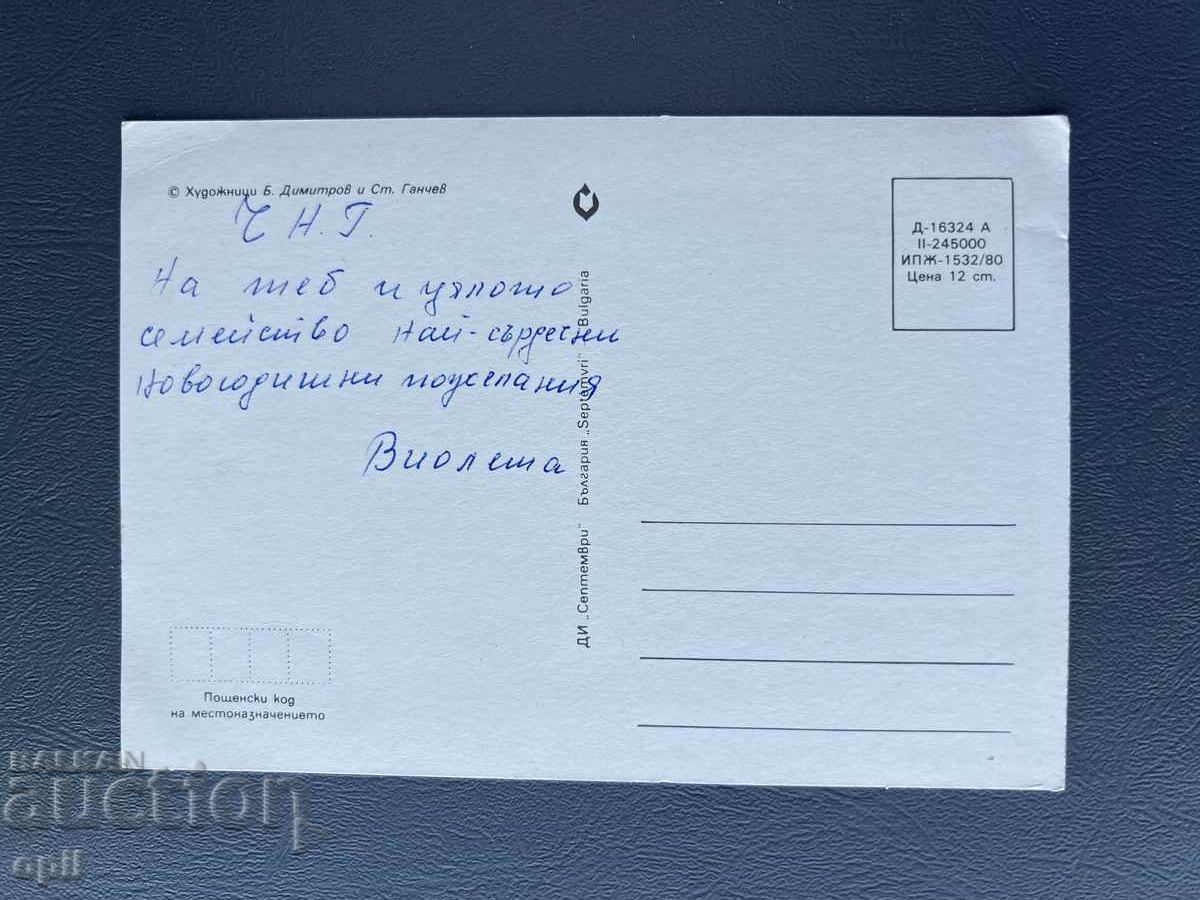 © Художници Б. Димитров и Ст. Ганчев
Ч Н. Г.
На теб и цялото
семейство най-сърдечни
новогодишни пожелания
Виолета
Пощенски код
на местоназначението
ДИ „Септември" България „Septemvri" Bulgaria
Д-16324 А
II-245000
ИПЖ-1532/80
Цена 12 ст.
BALKAN
auction
opll